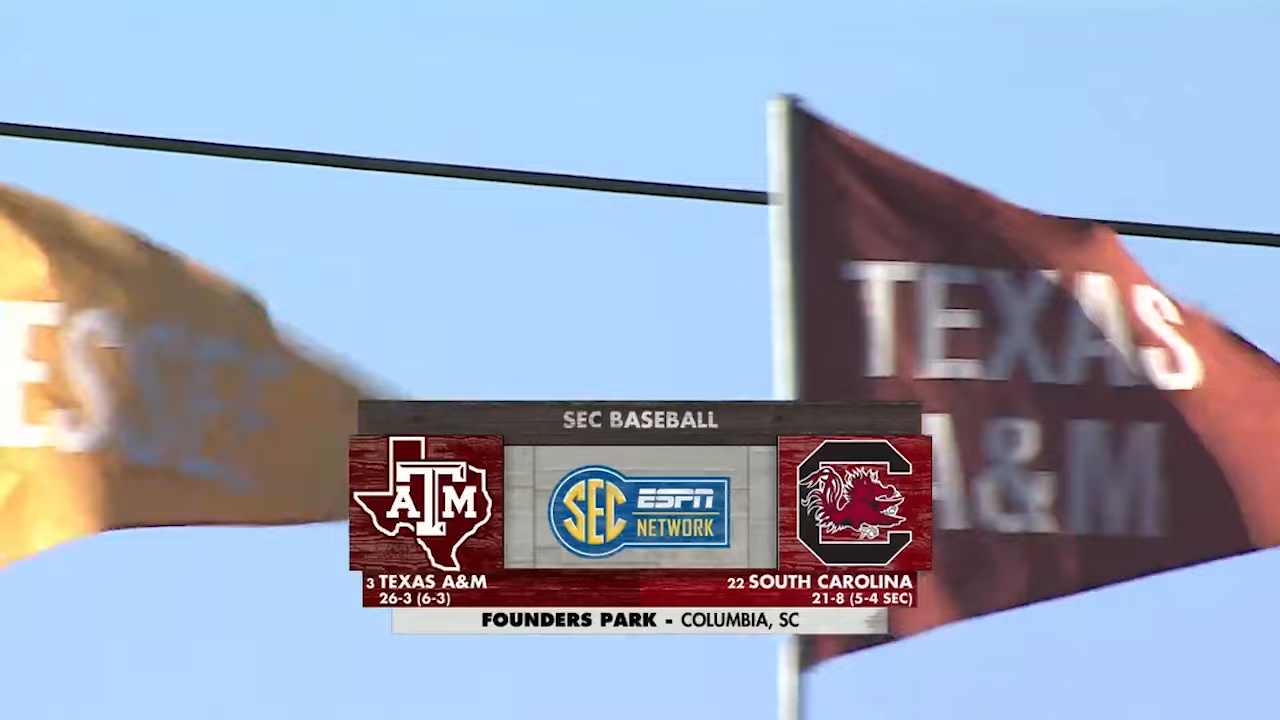 TEXAS
A&M
ESSEE
SEC BASEBALL
ATM
SEC ESPN
NETWORK
C
3 TEXAS A&M
26-3 (6-3)
22 SOUTH CAROLINA
21-8 (5-4 SEC)
FOUNDERS PARK - COLUMBIA, SC